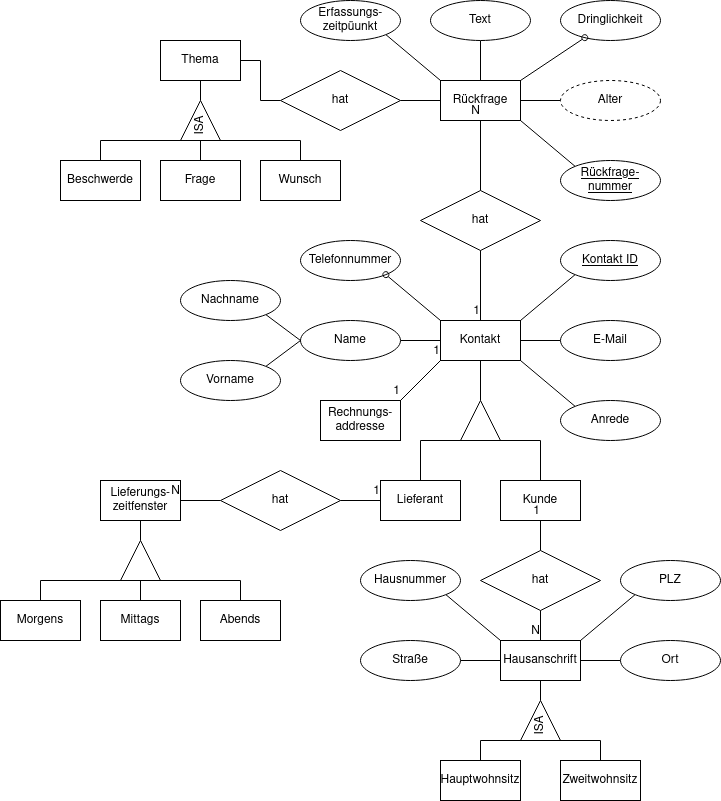 Erfassungs-
zeitpüunkt
Text
Dringlichkeit
Thema
hat
Rückfrage
N
Alter
ISA
Beschwerde
Frage
Wunsch
Rückfrage-
nummer
hat
Telefonnummer
Kontakt ID
Nachname
1
Name
Kontakt
E-Mail
1
Vorname
1
Rechnungs-
addresse
Anrede
Lieferungs-
zeitfenster
N
hat
1
Lieferant
Kunde
1
Hausnummer
hat
PLZ
Morgens
Mittags
Abends
N
Straße
Hausanschrift
Ort
ISA
Hauptwohnsitz
Zweitwohnsitz